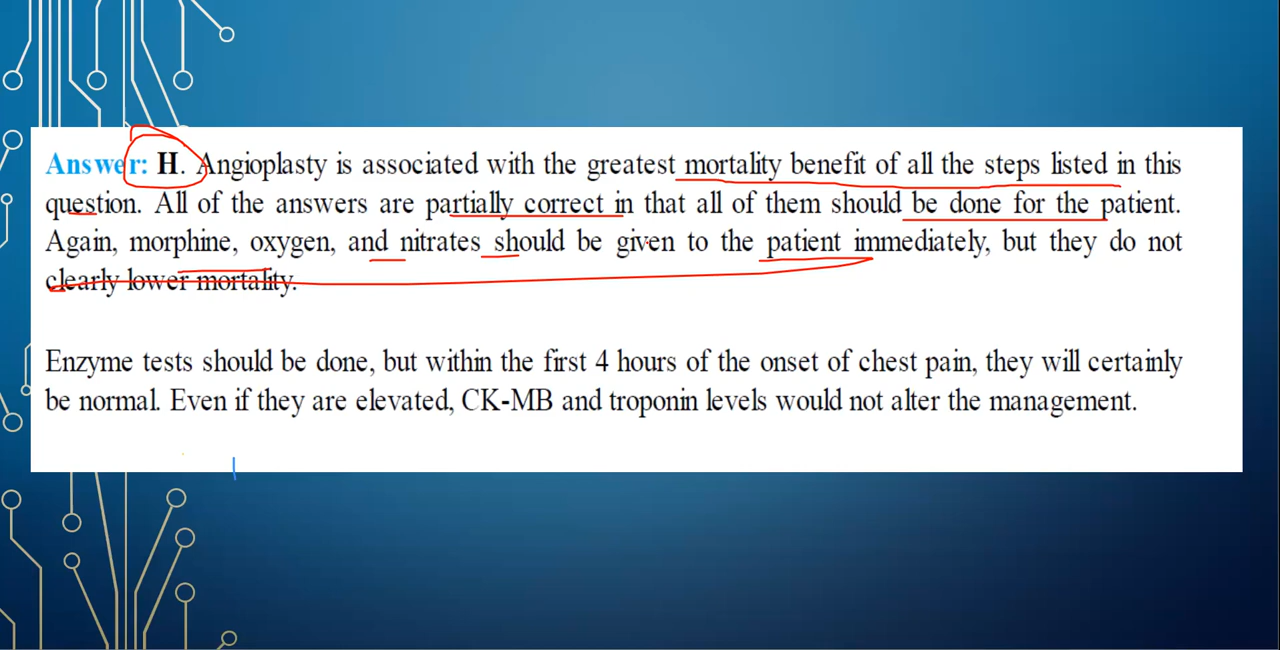 Answer: H. Angioplasty is associated with the greatest mortality benefit of all the steps listed in this
question. All of the answers are partially correct in that all of them should be done for the patient.
Again, morphine, oxygen, and nitrates should be given to the patient immediately, but they do not
clearly lower mortality.
Enzyme tests should be done, but within the first 4 hours of the onset of chest pain, they will certainly
be normal. Even if they are elevated, CK-MB and troponin levels would not alter the management.